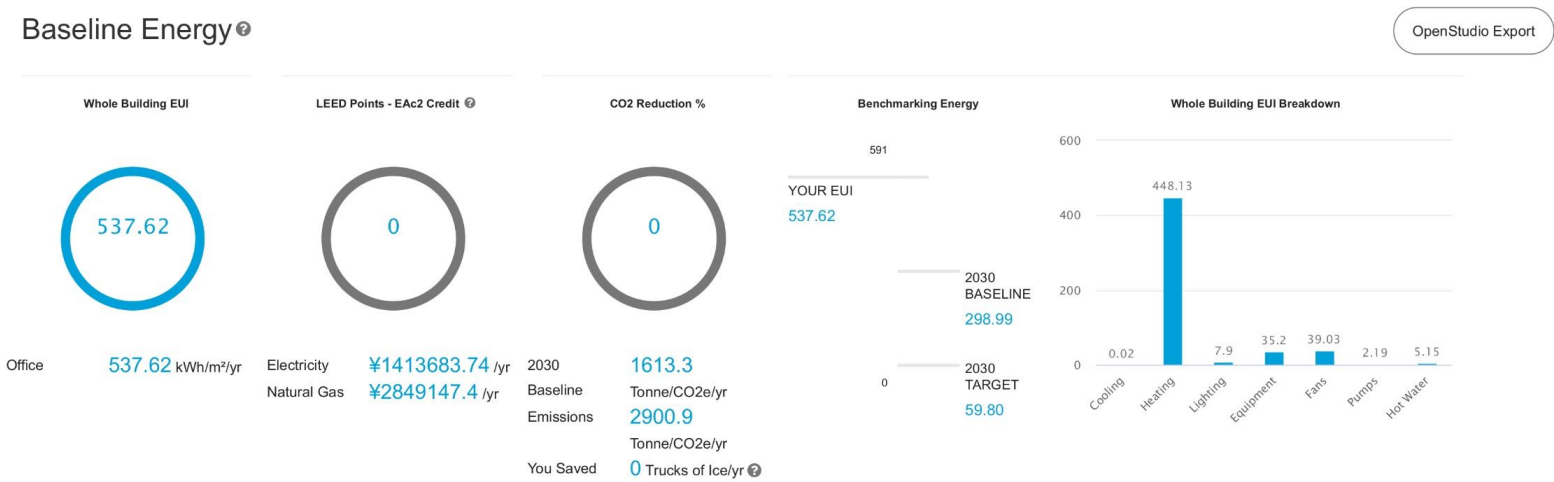 Baseline Energy ?
OpenStudio Export
Whole Building EUI
537.62
Office 537.62 kWh/m²/yr
LEED Points - EAc2 Credit ?
0
Electricity ¥1413683.74 /yr
Natural Gas ¥2849147.4 /yr
CO2 Reduction %
0
2030 1613.3
Baseline Tonne/CO2e/yr
Emissions 2900.9
Tonne/CO2e/yr
You Saved 0 Trucks of Ice/yr ?
Benchmarking Energy
591
YOUR EUI
537.62
2030
BASELINE
298.99
2030
TARGET
0
59.80
Whole Building EUI Breakdown
600
400
200
0
0.02
448.13
7.9
35.2
39.03
2.19
5.15
Cooling
Heating
Lighting
Equipment
Fans
Pumps
Hot Water